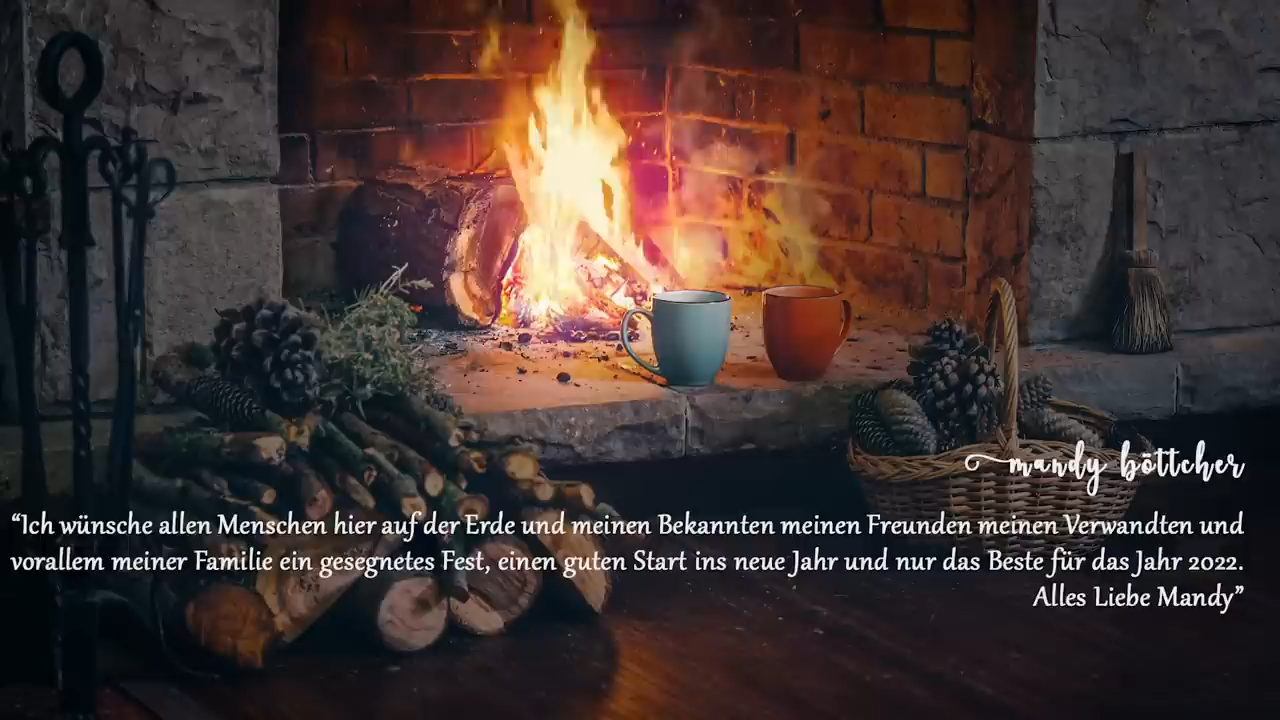 mandy böttcher
“Ich wünsche allen Menschen hier auf der Erde und meinen Bekannten meinen Freunden meinen Verwandten und
vorallem meiner Familie ein gesegnetes Fest, einen guten Start ins neue Jahr und nur das Beste für das Jahr 2022.
Alles Liebe Mandy”